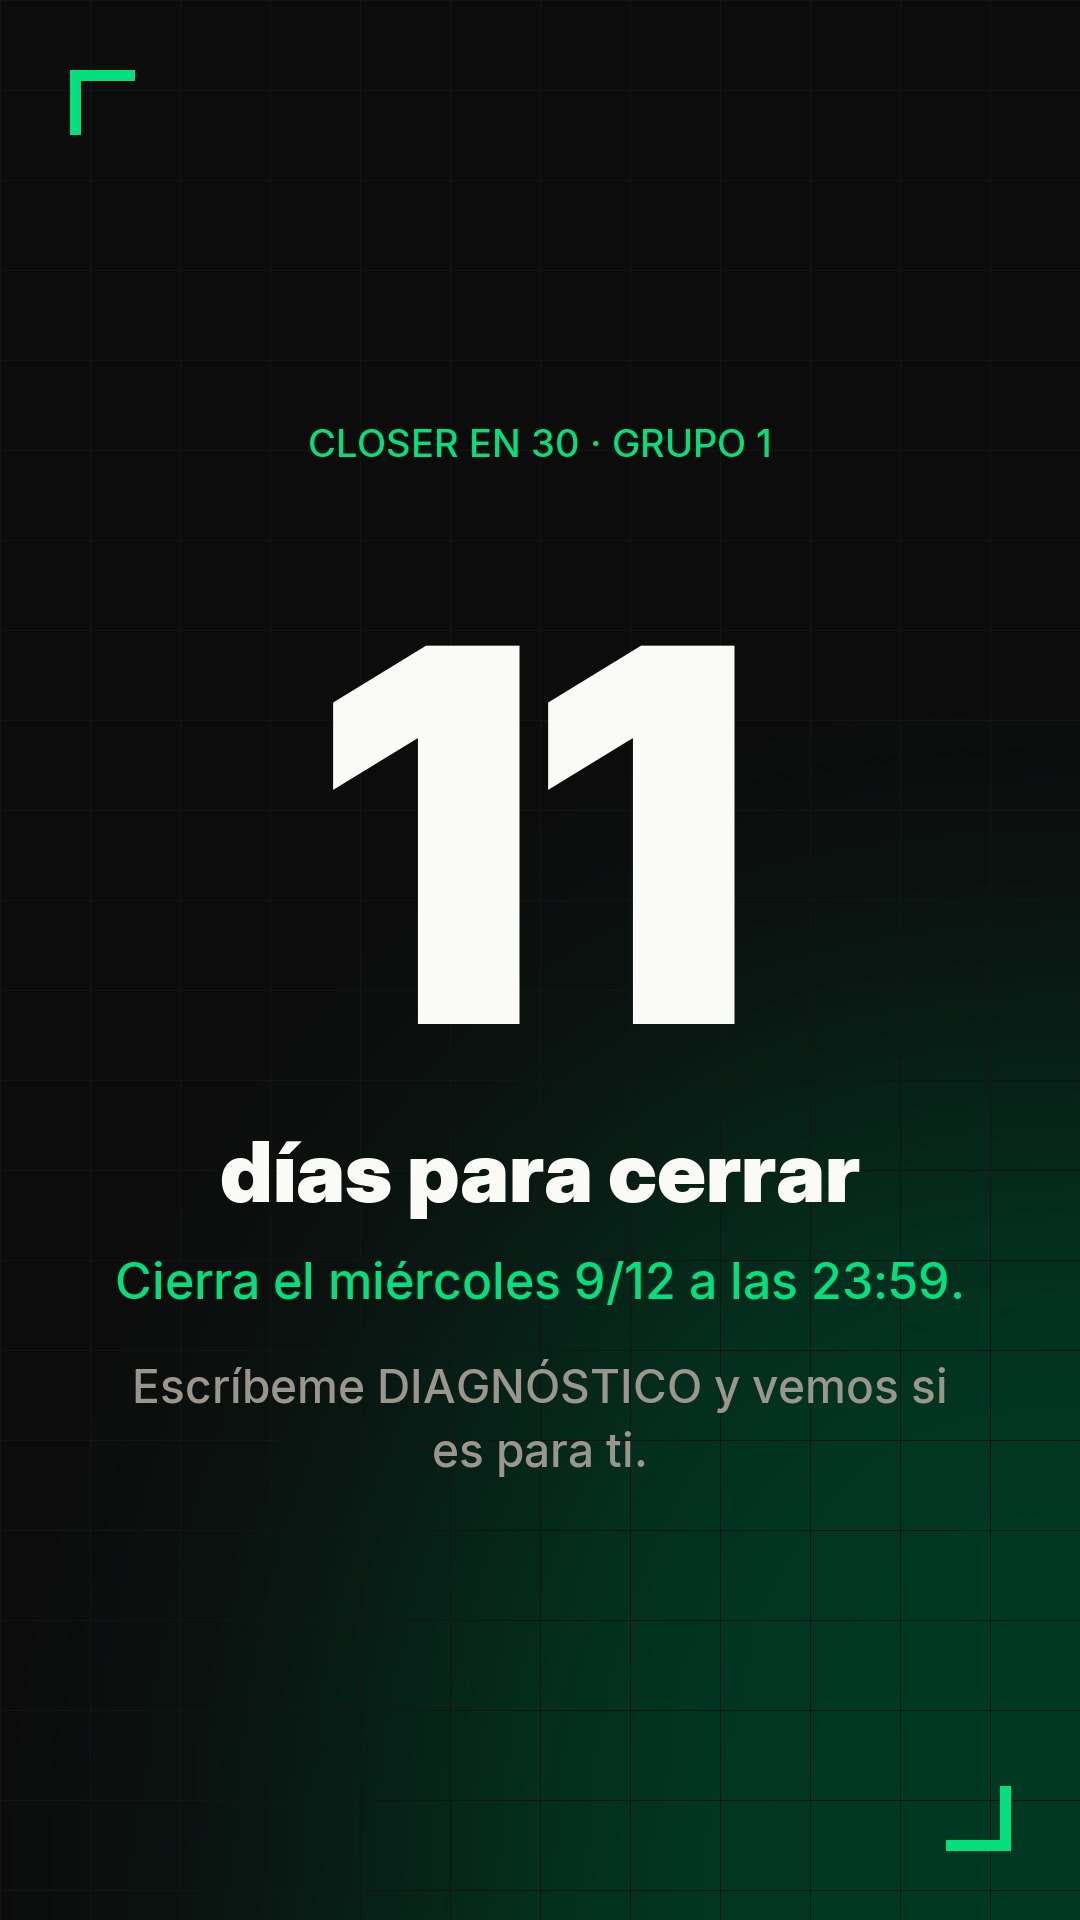 CLOSER EN 30 · GRUPO 1
11
días para cerrar
Cierra el miércoles 9/12 a las 23:59.
Escríbeme DIAGNÓSTICO y vemos si
es para ti.